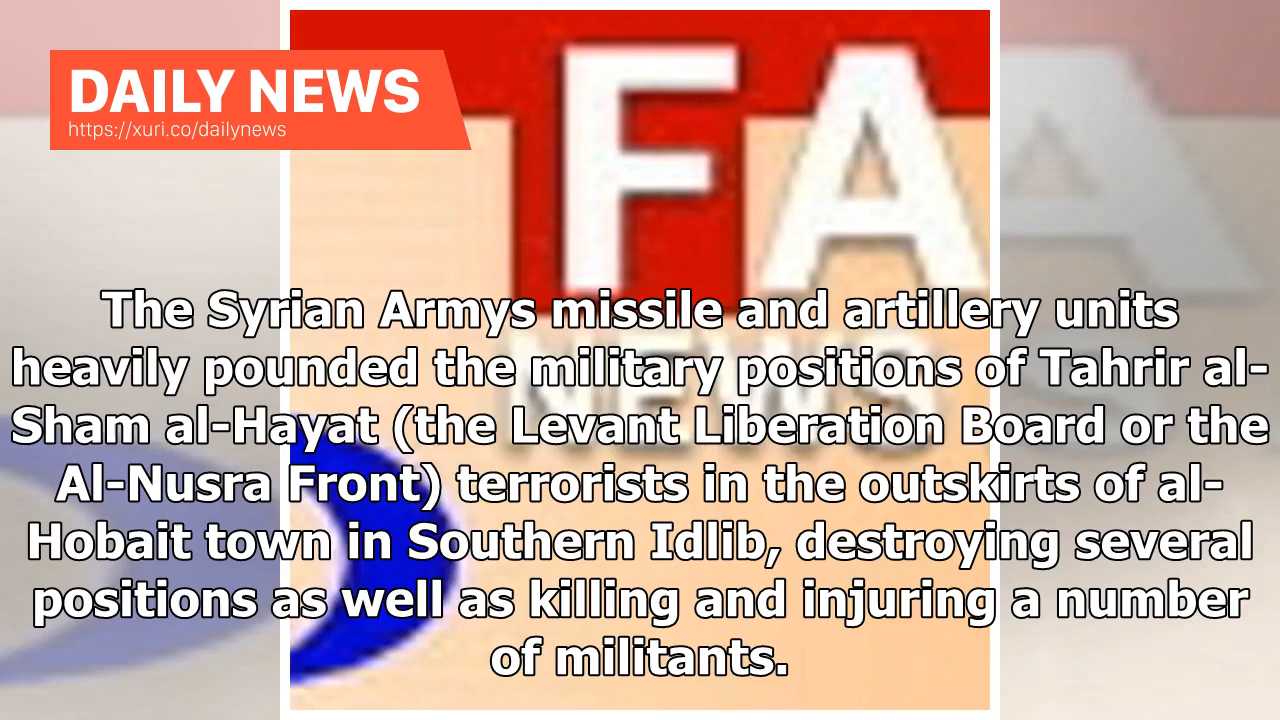 DAILY NEWS
https://xuri.co/dailynews
FA
NEWS
A
The Syrian Armys missile and artillery units
heavily pounded the military positions of Tahrir al-
Sham al-Hayat (the Levant Liberation Board or the
Al-Nusra Front) terrorists in the outskirts of al-
Hobait town in Southern Idlib, destroying several
positions as well as killing and injuring a number
of militants.